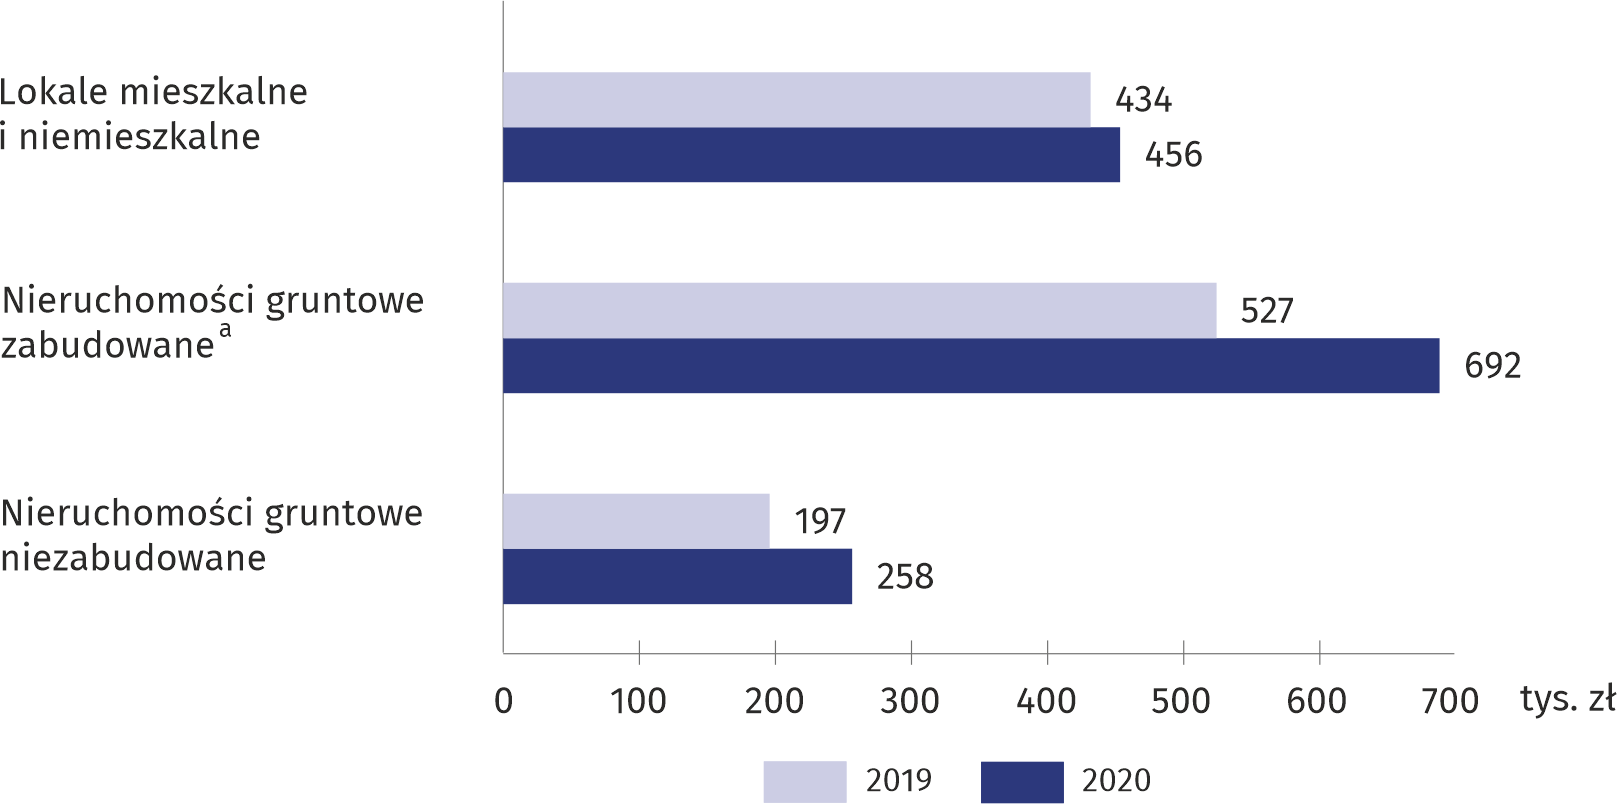 Lokale mieszkalne
i niemieszkalne
434
456
Nieruchomości gruntowe
zabudowane a
527
692
Nieruchomości gruntowe
niezabudowane
197
258
0 100 200 300 400 500 600 700 tys. zł
2019 2020